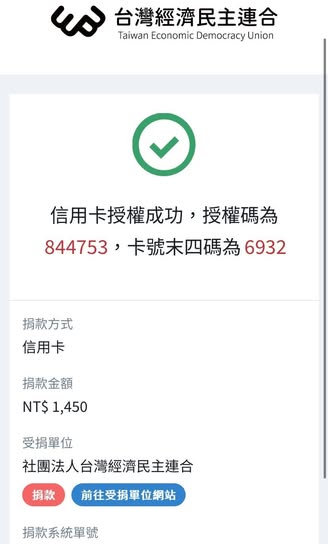 台灣經濟民主連合
Taiwan Economic Democracy Union
信用卡授權成功，授權碼為
844753，卡號末四碼為 6932
捐款方式
信用卡
捐款金額
NT$ 1,450
受捐單位
社團法人台灣經濟民主連合
捐款 前往受捐單位網站
捐款系統單號